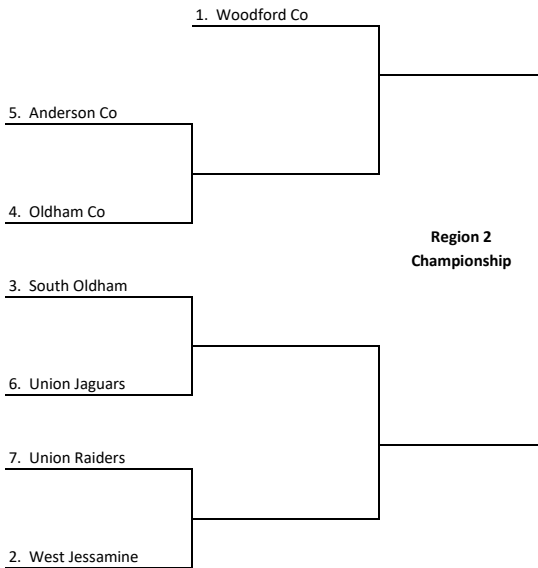 1. Woodford Co
5. Anderson Co
4. Oldham Co
Region 2
Championship
3. South Oldham
6. Union Jaguars
7. Union Raiders
2. West Jessamine